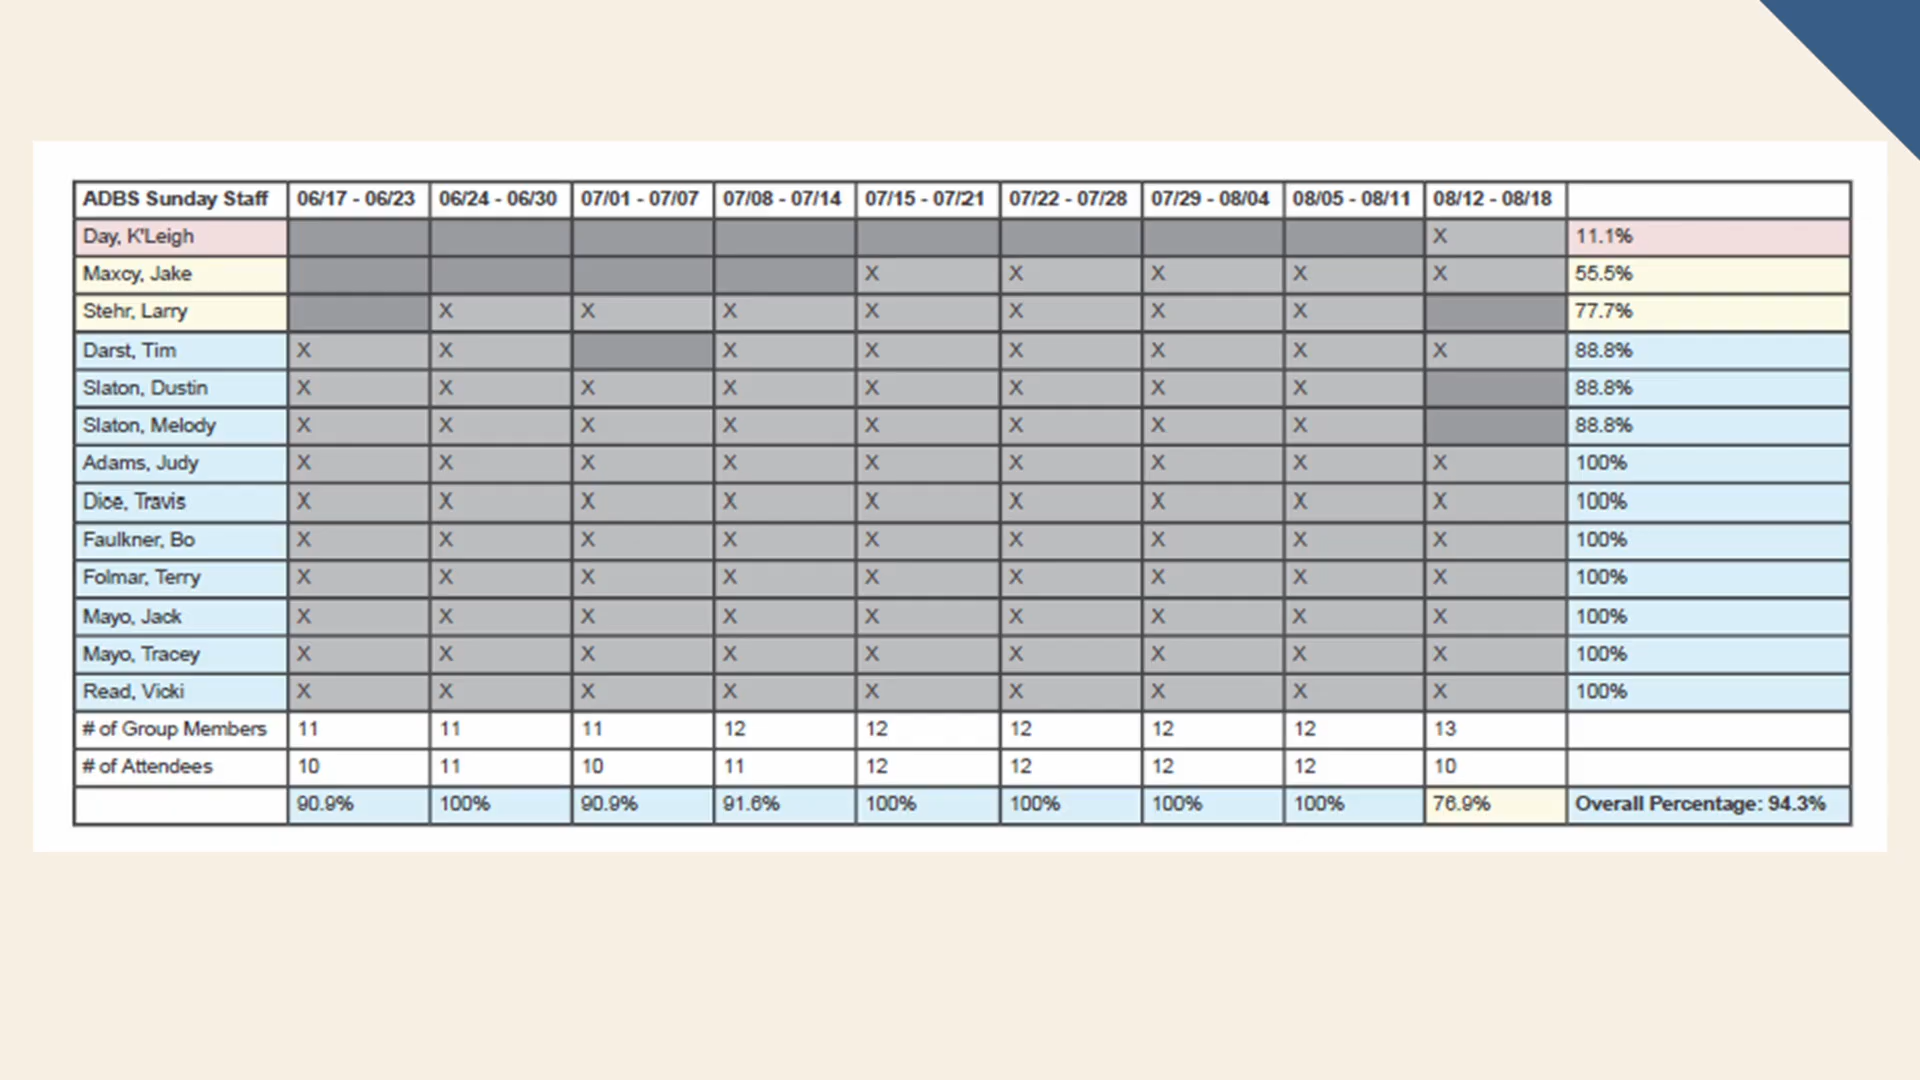 ADBS Sunday Staff 06/17 - 06/23 06/24 - 06/30 07/01 - 07/07 07/08 - 07/14 07/15 - 07/21 07/22 - 07/28 07/29 - 08/04 08/05 - 08/11 08/12 - 08/18
Day, K'Leigh X 11.1%
Maxcy, Jake X X X X X 55.5%
Stehr, Larry X X X X X X X 77.7%
Darst, Tim X X X X X X X X 88.8%
Slaton, Dustin X X X X X X X X 88.8%
Slaton, Melody X X X X X X X X 88.8%
Adams, Judy X X X X X X X X X 100%
Dice, Travis X X X X X X X X X 100%
Faulkner, Bo X X X X X X X X X 100%
Folmar, Terry X X X X X X X X X 100%
Mayo, Jack X X X X X X X X X 100%
Mayo, Tracey X X X X X X X X X 100%
Read, Vicki X X X X X X X X X 100%
# of Group Members 11 11 11 12 12 12 12 12 13
# of Attendees 10 11 10 11 12 12 12 12 10
90.9% 100% 90.9% 91.6% 100% 100% 100% 100% 76.9% Overall Percentage: 94.3%